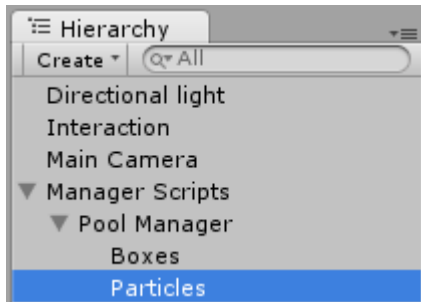 Hierarchy
Create All
Directional light
Interaction
Main Camera
Manager Scripts
Pool Manager
Boxes
Particles